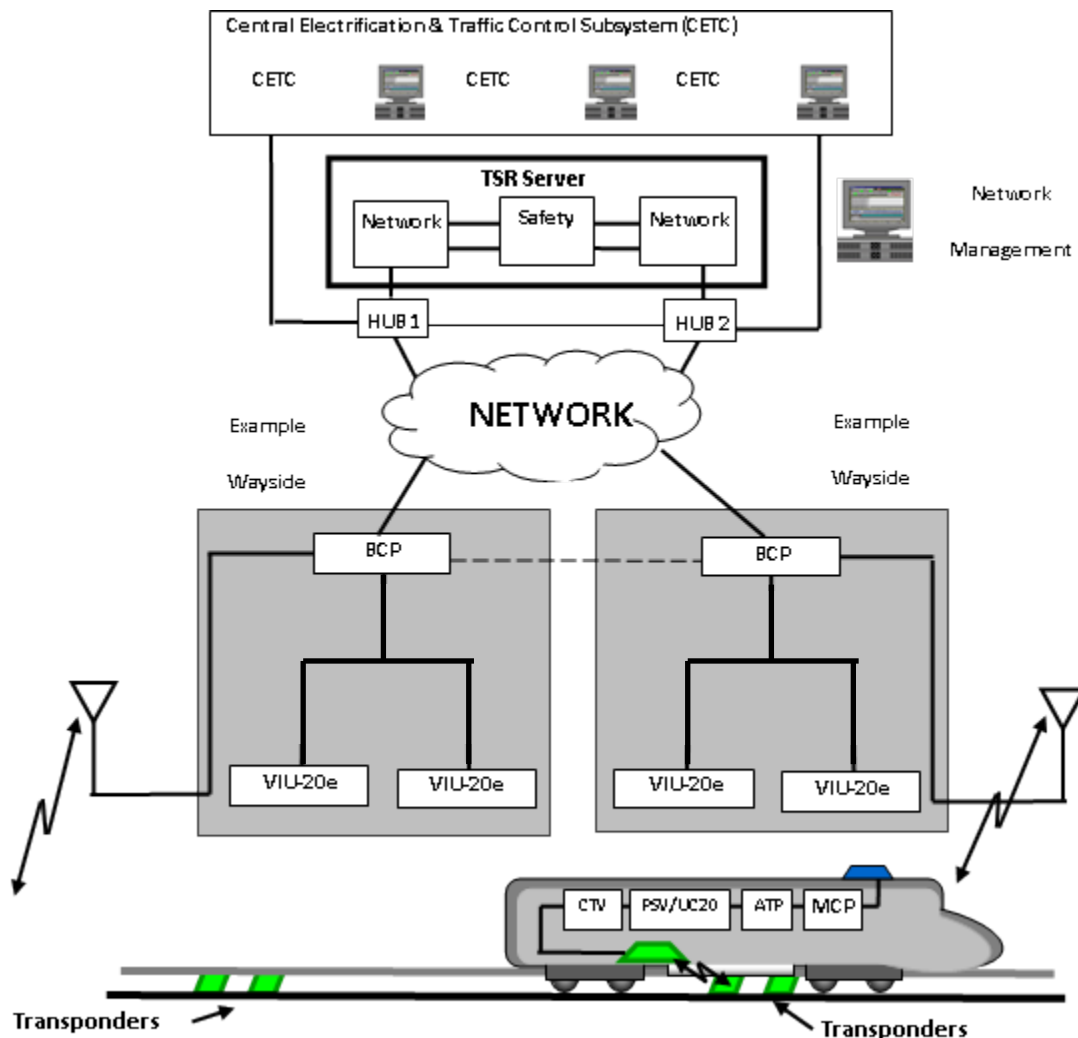 Central Electrification & Traffic Control Subsystem (CETC)
CETC CETC CETC
TSR Server
Network Safety Network
Network
Management
HUB 1 HUB 2
NETWORK
Example
Wayside
Example
Wayside
BCP BCP
VIU-20e VIU-20e VIU-20e VIU-20e
CTV PSV/UC20 ATP MCP
Transponders Transponders